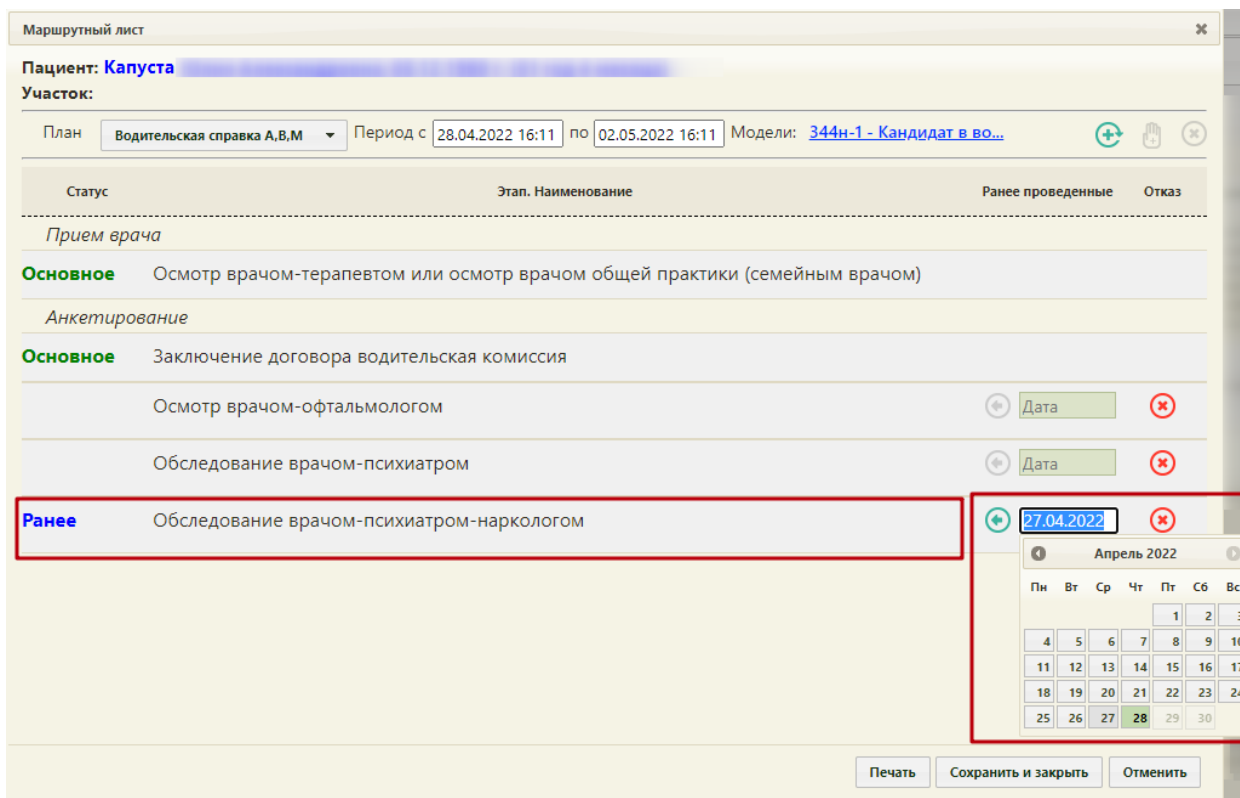 Маршрутный лист
Пациент: Капуста
Участок:
План Водительская справка А,В,М Период с 28.04.2022 16:11 по 02.05.2022 16:11 Модели: 344н-1 - Кандидат в во...
Статус Этап. Наименование Ранее проведенные Отказ
Прием врача
Основное Осмотр врачом-терапевтом или осмотр врачом общей практики (семейным врачом)
Анкетирование
Основное Заключение договора водительская комиссия
Осмотр врачом-офтальмологом Дата
Обследование врачом-психиатром Дата
Ранее Обследование врачом-психиатром-наркологом 27.04.2022
Апрель 2022
Пн Вт Ср Чт Пт Сб Вс
1 2 3
4 5 6 7 8 9 10
11 12 13 14 15 16 17
18 19 20 21 22 23 24
25 26 27 28 29 30
Печать Сохранить и закрыть Отменить